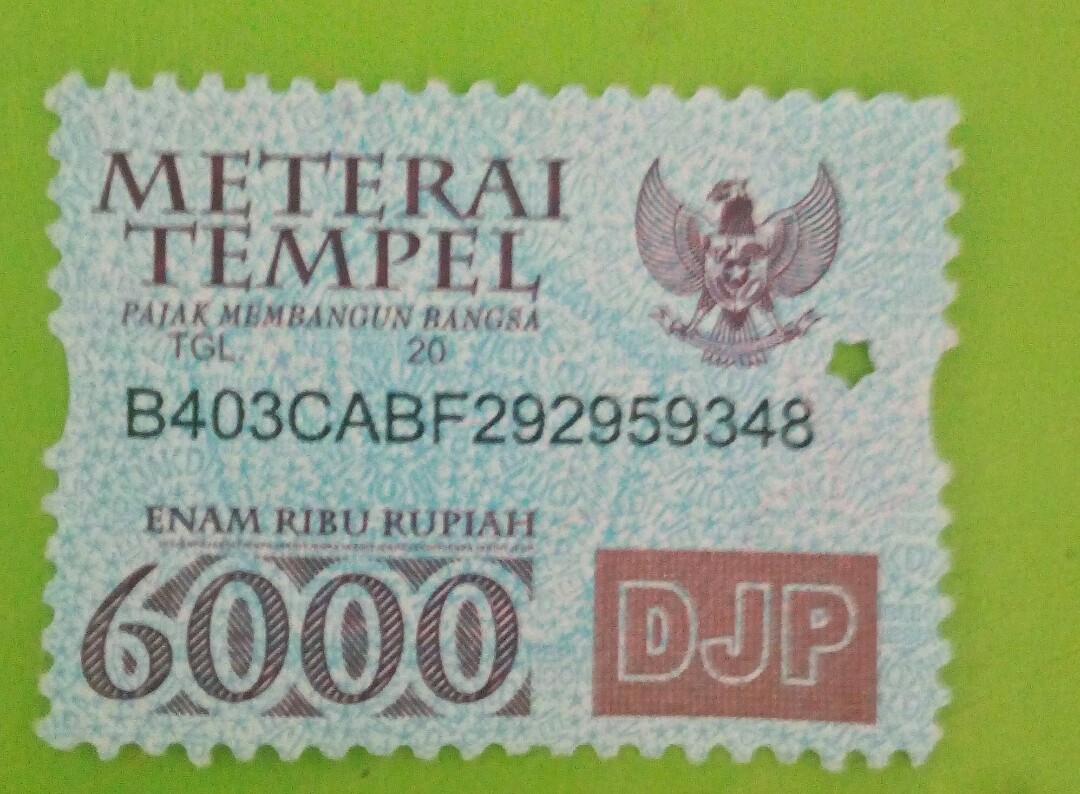 METERAI
TEMPEL
PAJAK MEMBANGUN BANGSA
TGL. 20
B403CABF292959348
ENAM RIBU RUPIAH
6000
DJP